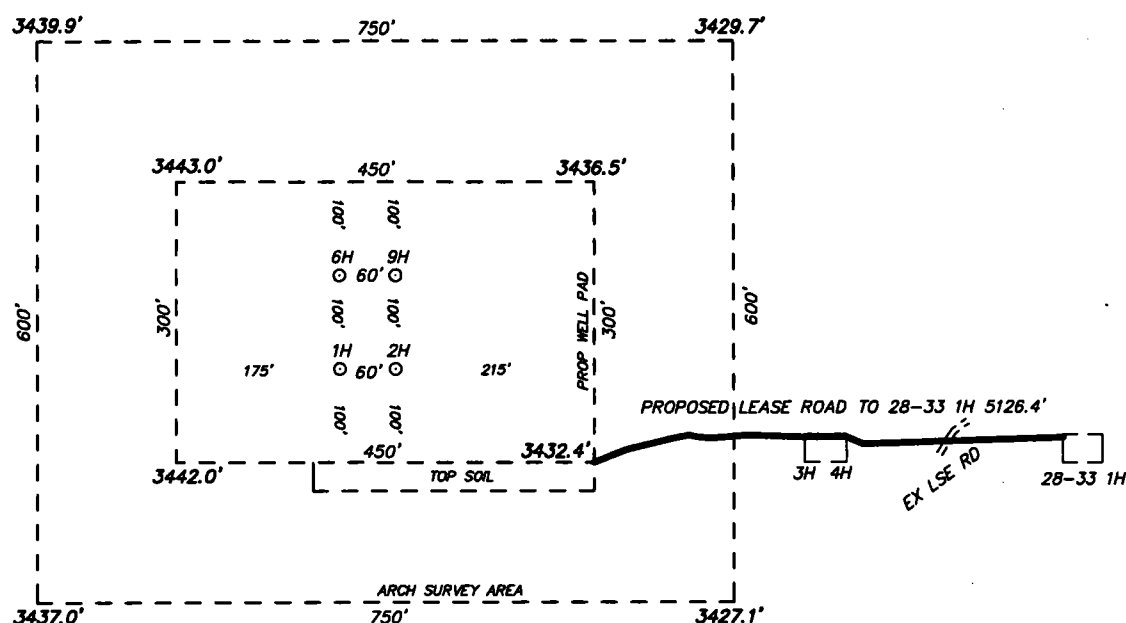 3439.9' 750' 3429.7'
3443.0' 450' 3436.5'
100' 100'
6H 9H
60'
600' 300' 100' 100' PROP WELL PAD 300' 600'
1H 2H
175' 60' 215'
PROPOSED LEASE ROAD TO 28-33 1H 5126.4'
100' 100'
450' 3432.4'
3442.0' TOP SOIL
3H 4H EX LSE RD 28-33 1H
ARCH SURVEY AREA
3437.0' 750' 3427.1'